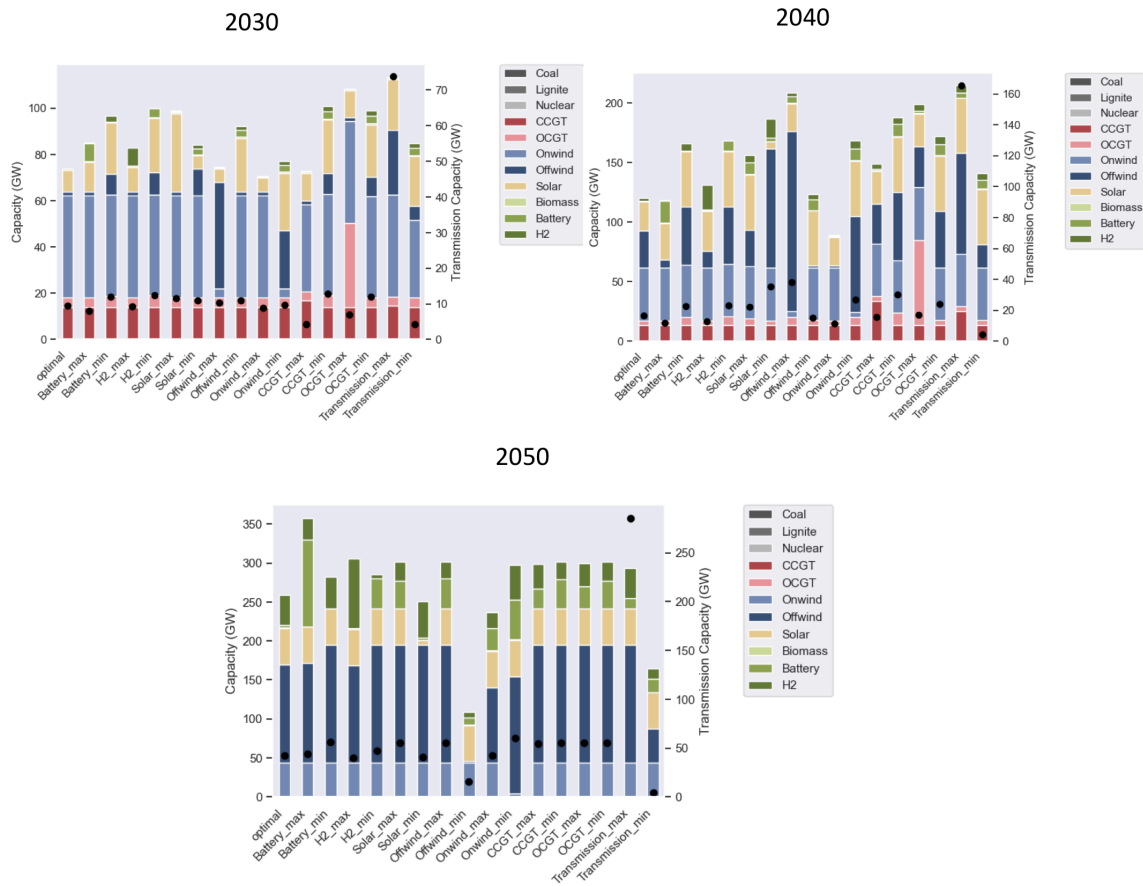 2030
Capacity (GW)
0
20
40
60
80
100
Transmission Capacity (GW)
0
10
20
30
40
50
60
70
optimal
Battery_max
Battery_min
H2_max
H2_min
Solar_max
Solar_min
Offwind_max
Offwind_min
Onwind_max
Onwind_min
CCGT_max
CCGT_min
OCGT_max
OCGT_min
Transmission_max
Transmission_min
Coal
Lignite
Nuclear
CCGT
OCGT
Onwind
Offwind
Solar
Biomass
Battery
H2
2040
Capacity (GW)
0
50
100
150
200
Transmission Capacity (GW)
0
20
40
60
80
100
120
140
160
optimal
Battery_max
Battery_min
H2_max
H2_min
Solar_max
Solar_min
Offwind_max
Offwind_min
Onwind_max
Onwind_min
CCGT_max
CCGT_min
OCGT_max
OCGT_min
Transmission_max
Transmission_min
Coal
Lignite
Nuclear
CCGT
OCGT
Onwind
Offwind
Solar
Biomass
Battery
H2
2050
Capacity (GW)
0
50
100
150
200
250
300
350
Transmission Capacity (GW)
0
50
100
150
200
250
optimal
Battery_max
Battery_min
H2_max
H2_min
Solar_max
Solar_min
Offwind_max
Offwind_min
Onwind_max
Onwind_min
CCGT_max
CCGT_min
OCGT_max
OCGT_min
Transmission_max
Transmission_min
Coal
Lignite
Nuclear
CCGT
OCGT
Onwind
Offwind
Solar
Biomass
Battery
H2